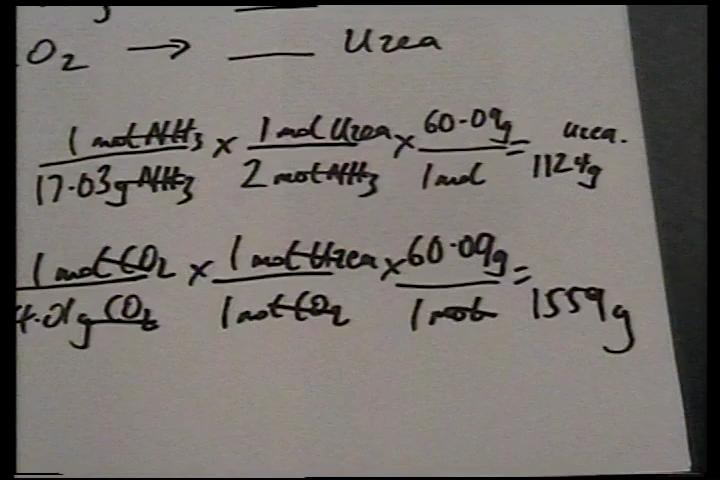 O2 → ___ Urea
1 mol NH3 / 17.03g NH3 × 1 mol Urea / 2 mol NH3 × 60.09g / 1 mol = 1124g urea.
1 mol CO2 / 4.01g CO2 × 1 mol Urea / 1 mol CO2 × 60.09g / 1 mol = 1559g